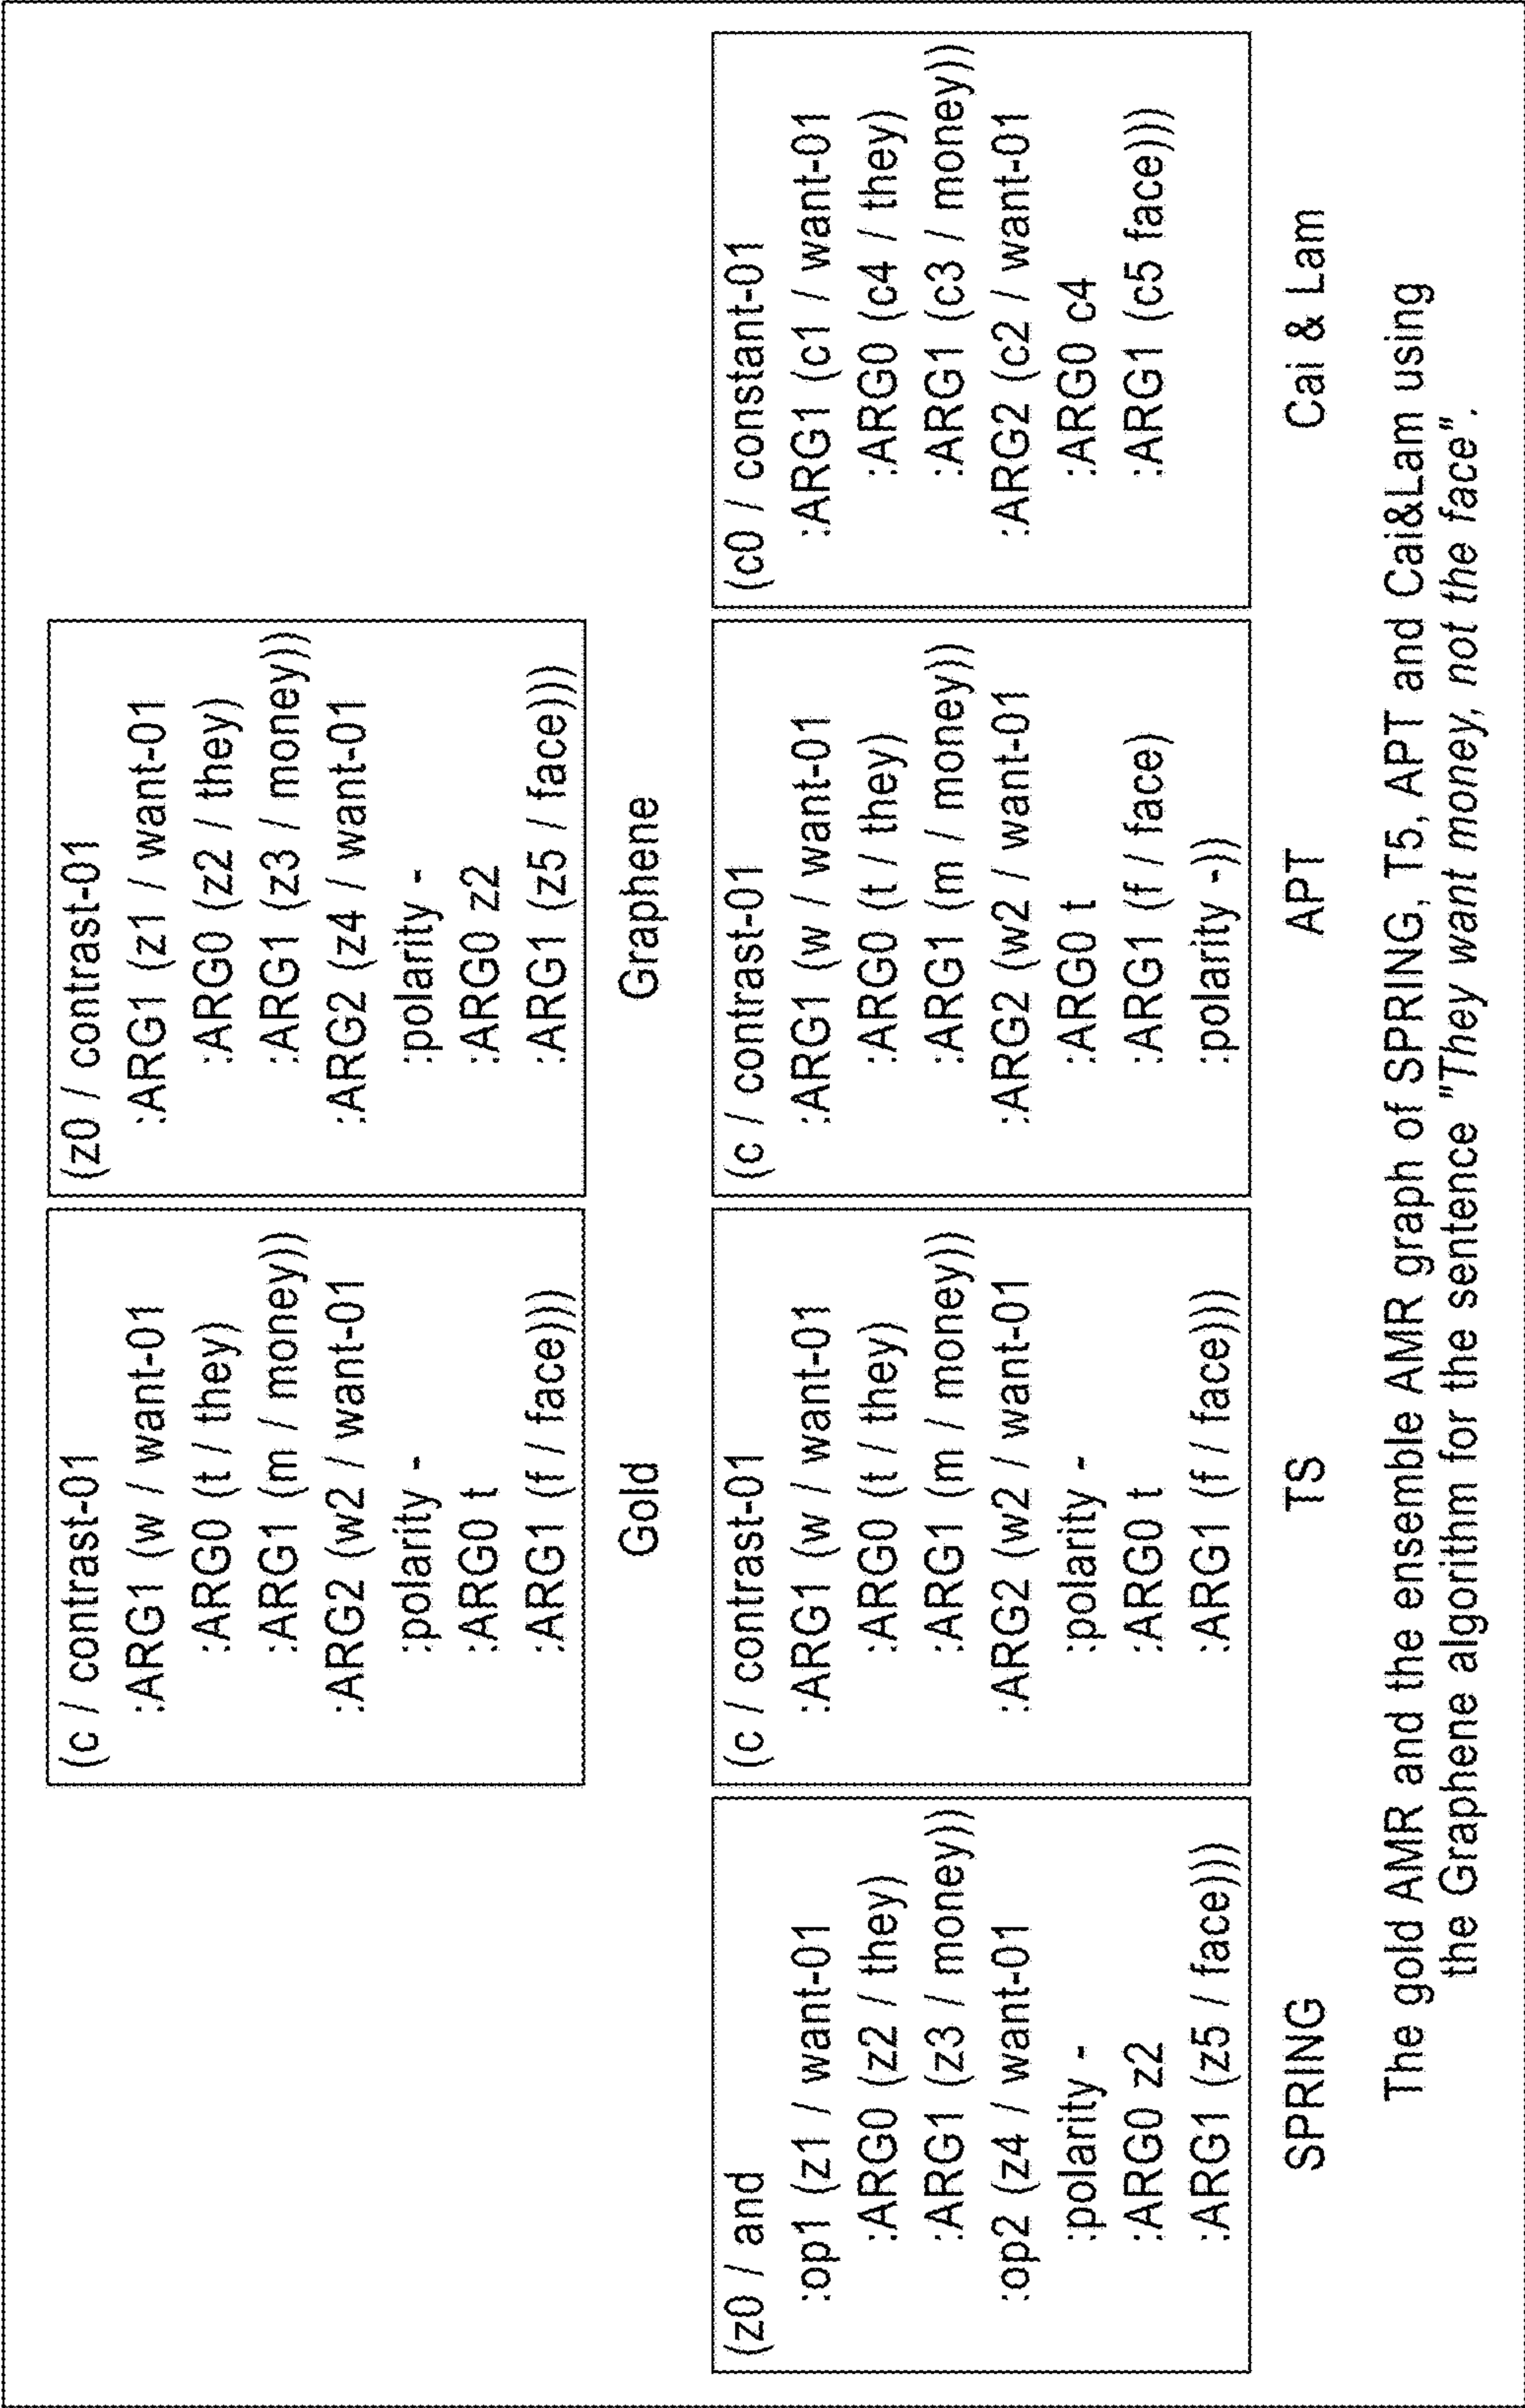 (c / contrast-01
:ARG1 (w / want-01
:ARG0 (t / they)
:ARG1 (m / money))
:ARG2 (w2 / want-01
:polarity -
:ARG0 t
:ARG1 (f / face)))
Gold
(z0 / contrast-01
:ARG1 (z1 / want-01
:ARG0 (z2 / they)
:ARG1 (z3 / money))
:ARG2 (z4 / want-01
:polarity -
:ARG0 z2
:ARG1 (z5 / face)))
Graphene
(z0 / and
:op1 (z1 / want-01
:ARG0 (z2 / they)
:ARG1 (z3 / money))
:op2 (z4 / want-01
:polarity -
:ARG0 z2
:ARG1 (z5 / face)))
SPRING
(c / contrast-01
:ARG1 (w / want-01
:ARG0 (t / they)
:ARG1 (m / money))
:ARG2 (w2 / want-01
:polarity -
:ARG0 t
:ARG1 (f / face)))
TS
(c / contrast-01
:ARG1 (w / want-01
:ARG0 (t / they)
:ARG1 (m / money))
:ARG2 (w2 / want-01
:ARG0 t
:ARG1 (f / face)
:polarity -))
APT
(c0 / constant-01
:ARG1 (c1 / want-01
:ARG0 (c4 / they)
:ARG1 (c3 / money))
:ARG2 (c2 / want-01
:ARG0 c4
:ARG1 (c5 face)))
Cai & Lam
The gold AMR and the ensemble AMR graph of SPRING, T5, APT and Cai&Lam using
the Graphene algorithm for the sentence "They want money, not the face".